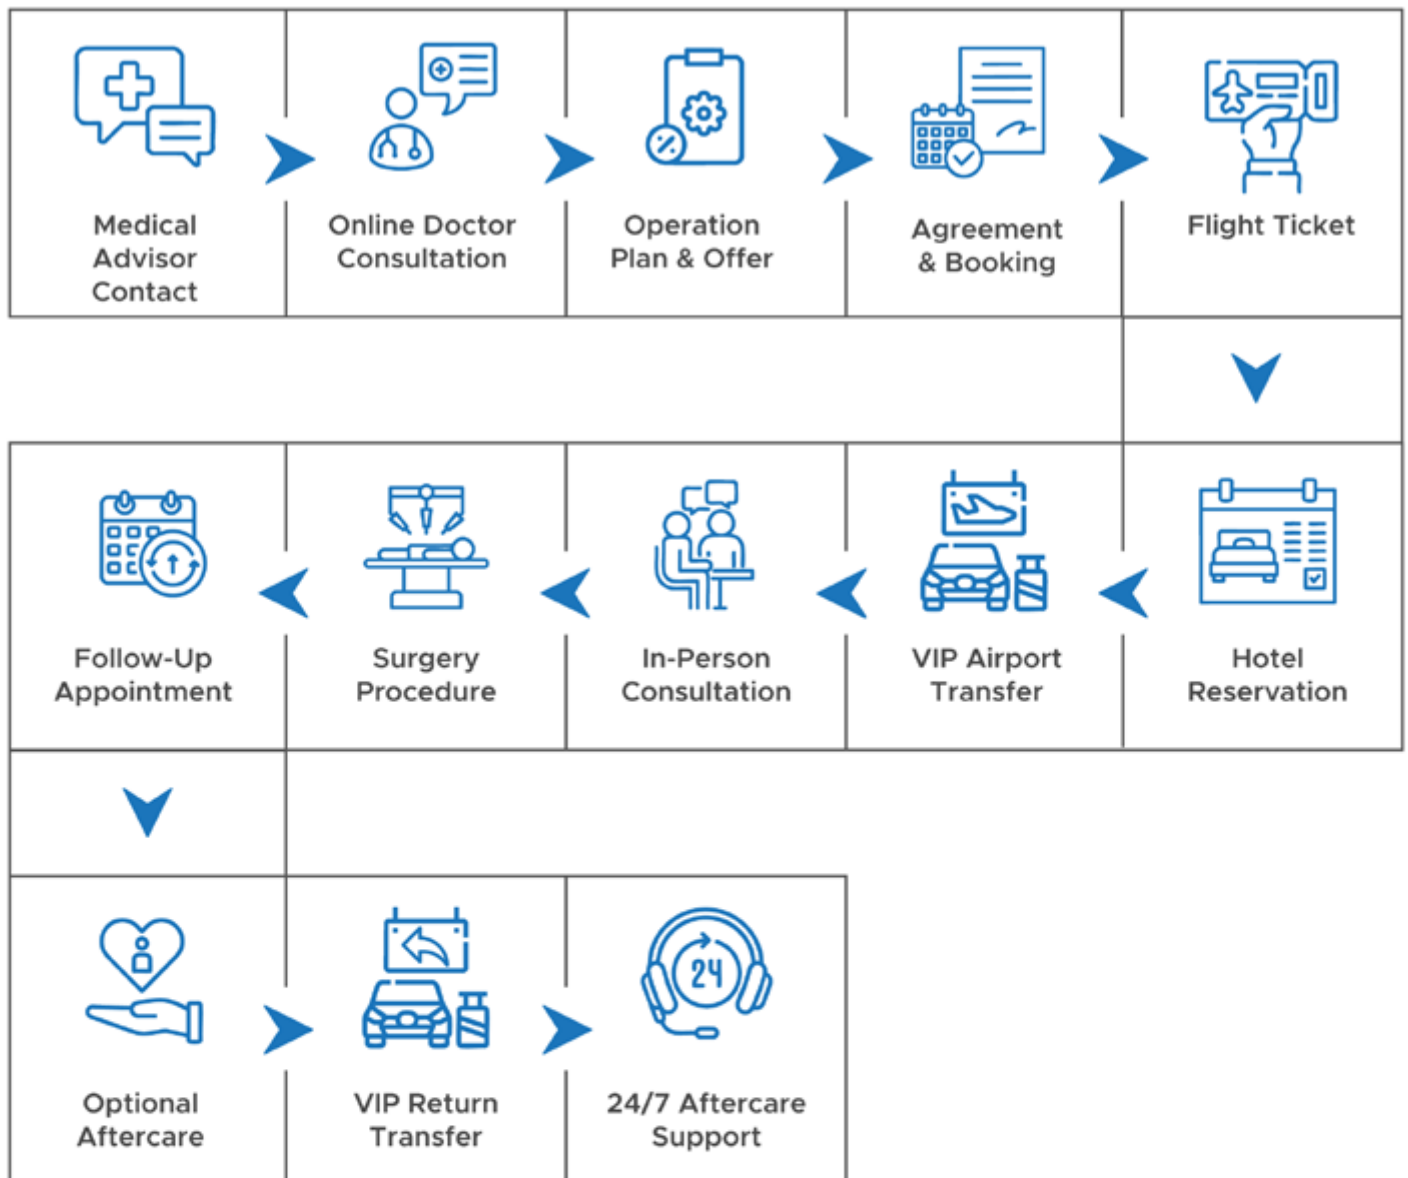 Medical
Advisor
Contact
Online Doctor
Consultation
Operation
Plan & Offer
Agreement
& Booking
Flight Ticket
Hotel
Reservation
VIP Airport
Transfer
In-Person
Consultation
Surgery
Procedure
Follow-Up
Appointment
Optional
Aftercare
VIP Return
Transfer
24
24/7 Aftercare
Support